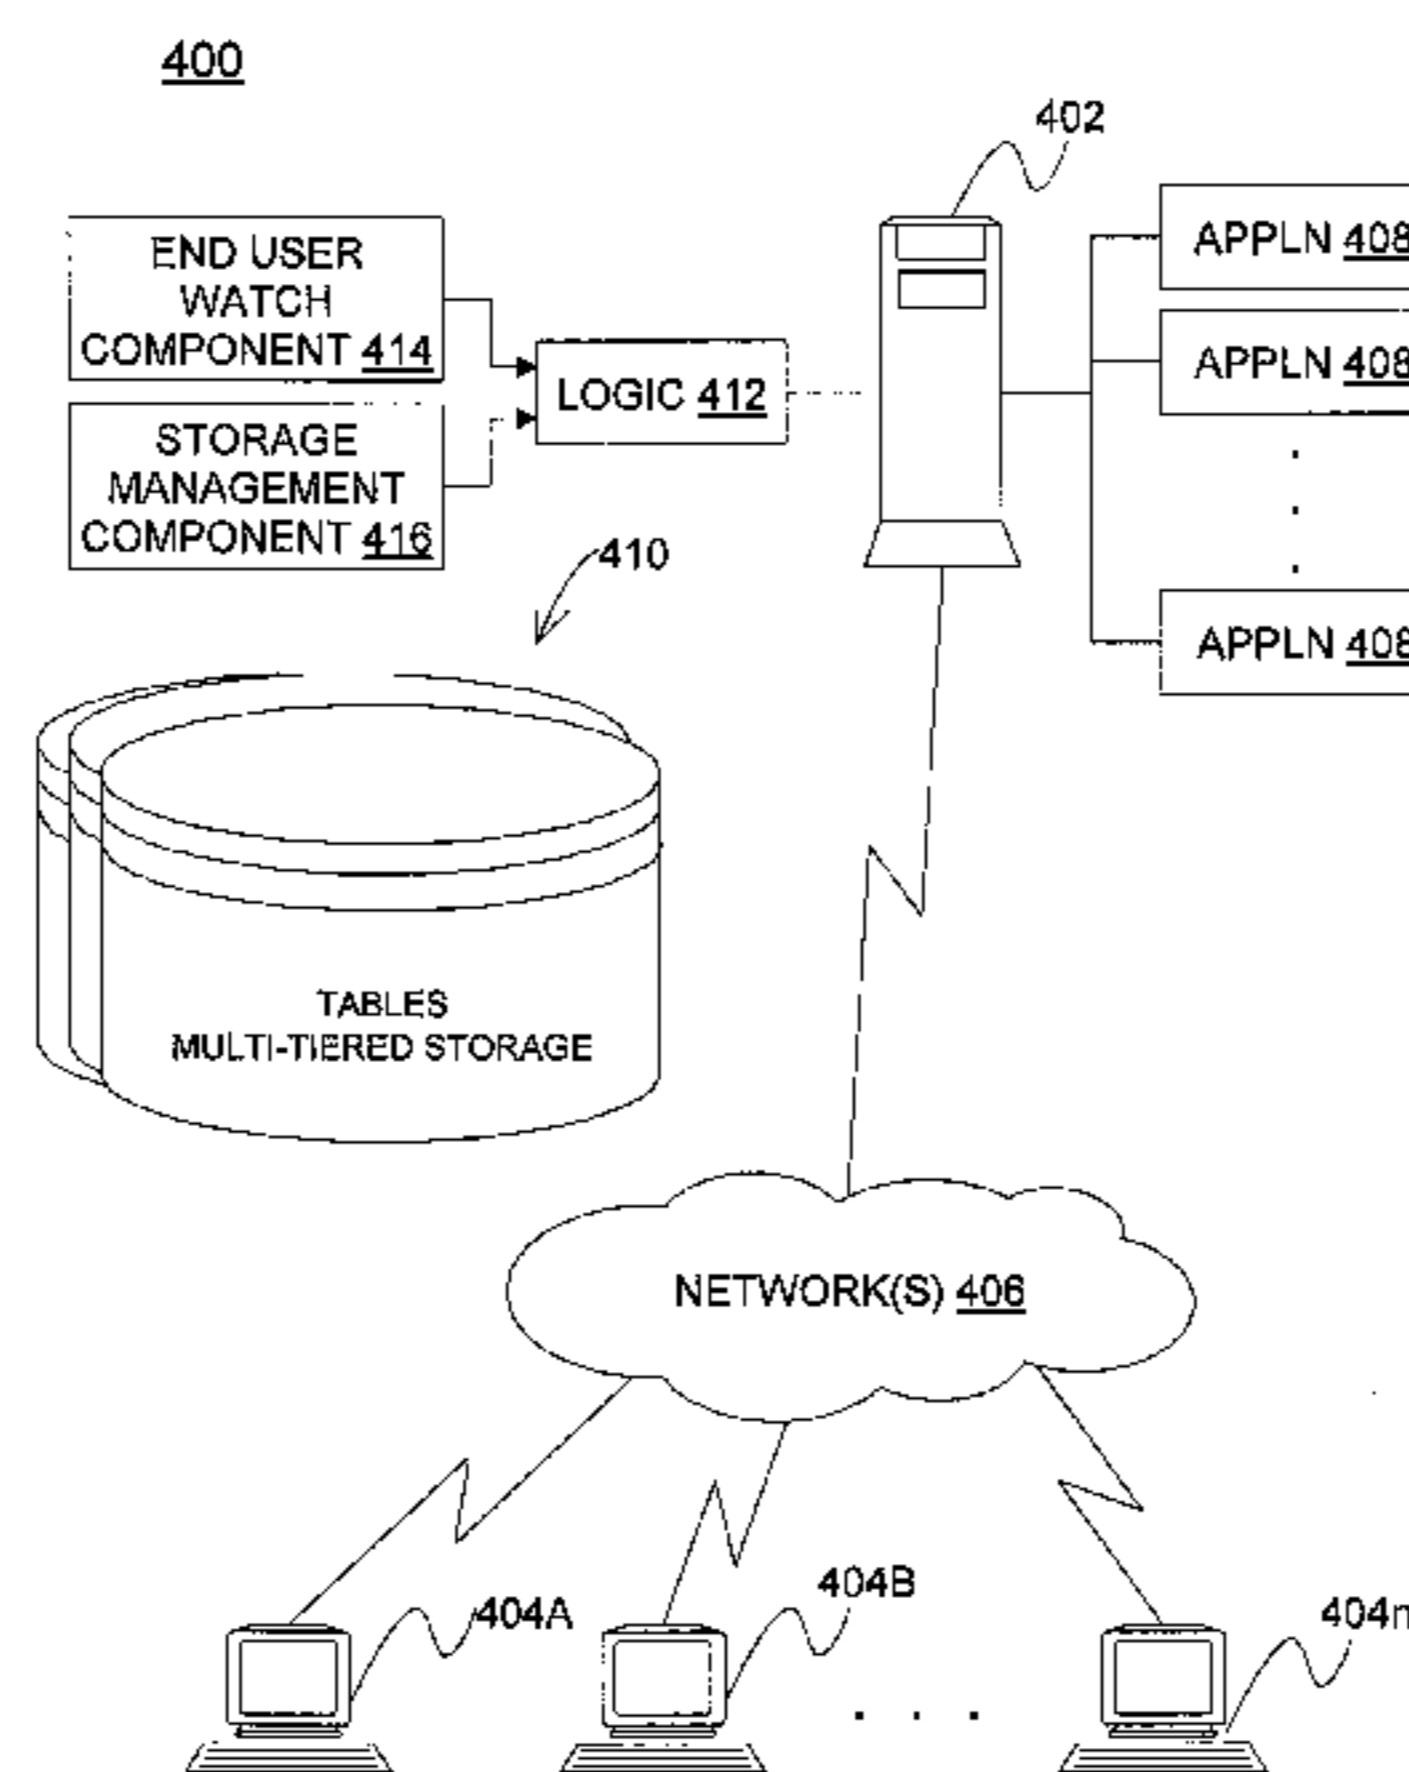 400
402
END USER
WATCH
COMPONENT 414
APPLN 408
APPLN 408
LOGIC 412
STORAGE
MANAGEMENT
COMPONENT 416
410
APPLN 408
TABLES
MULTI-TIERED STORAGE
NETWORK(S) 406
404A
404B
404n